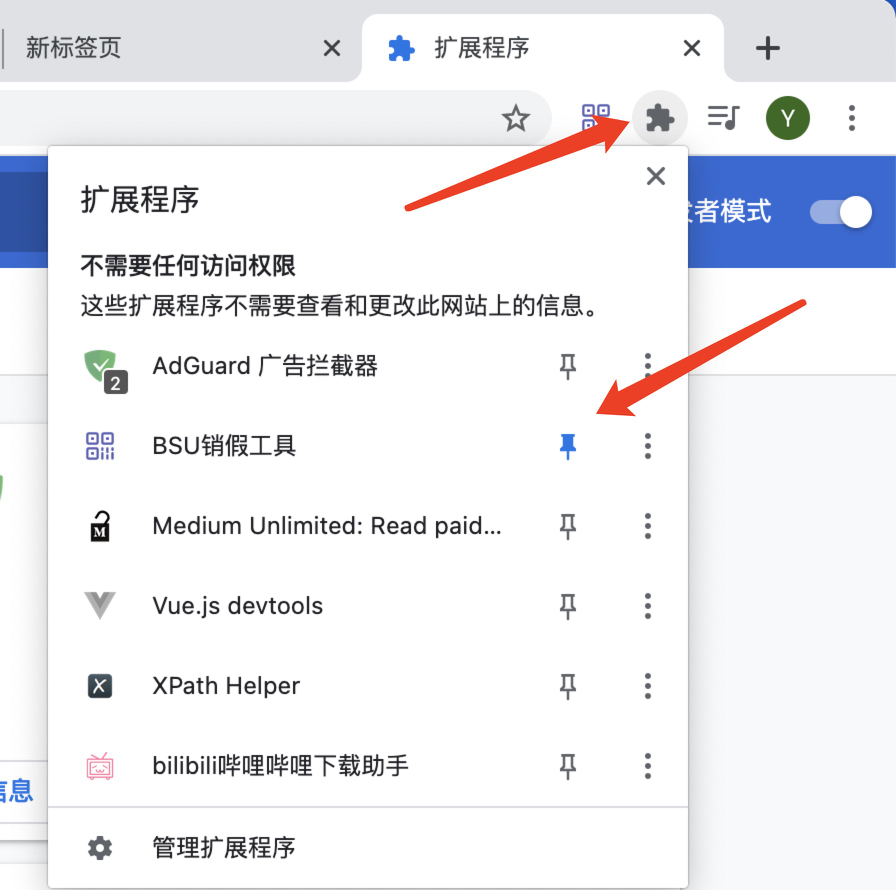 新标签页
扩展程序
Y
者模式
扩展程序
不需要任何访问权限
这些扩展程序不需要查看和更改此网站上的信息。
AdGuard 广告拦截器
2
BSU销假工具
M
Medium Unlimited: Read paid...
Vue.js devtools
X
XPath Helper
bilibili哔哩哔哩下载助手
信息
管理扩展程序